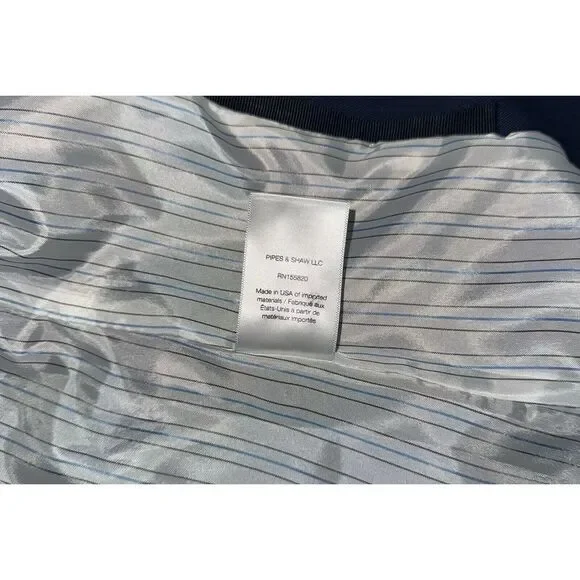 PIPES & SHAW LLC
RN155820
Made in USA of imported
materials / Fabriqué aux
États-Unis à partir de
matériaux importés